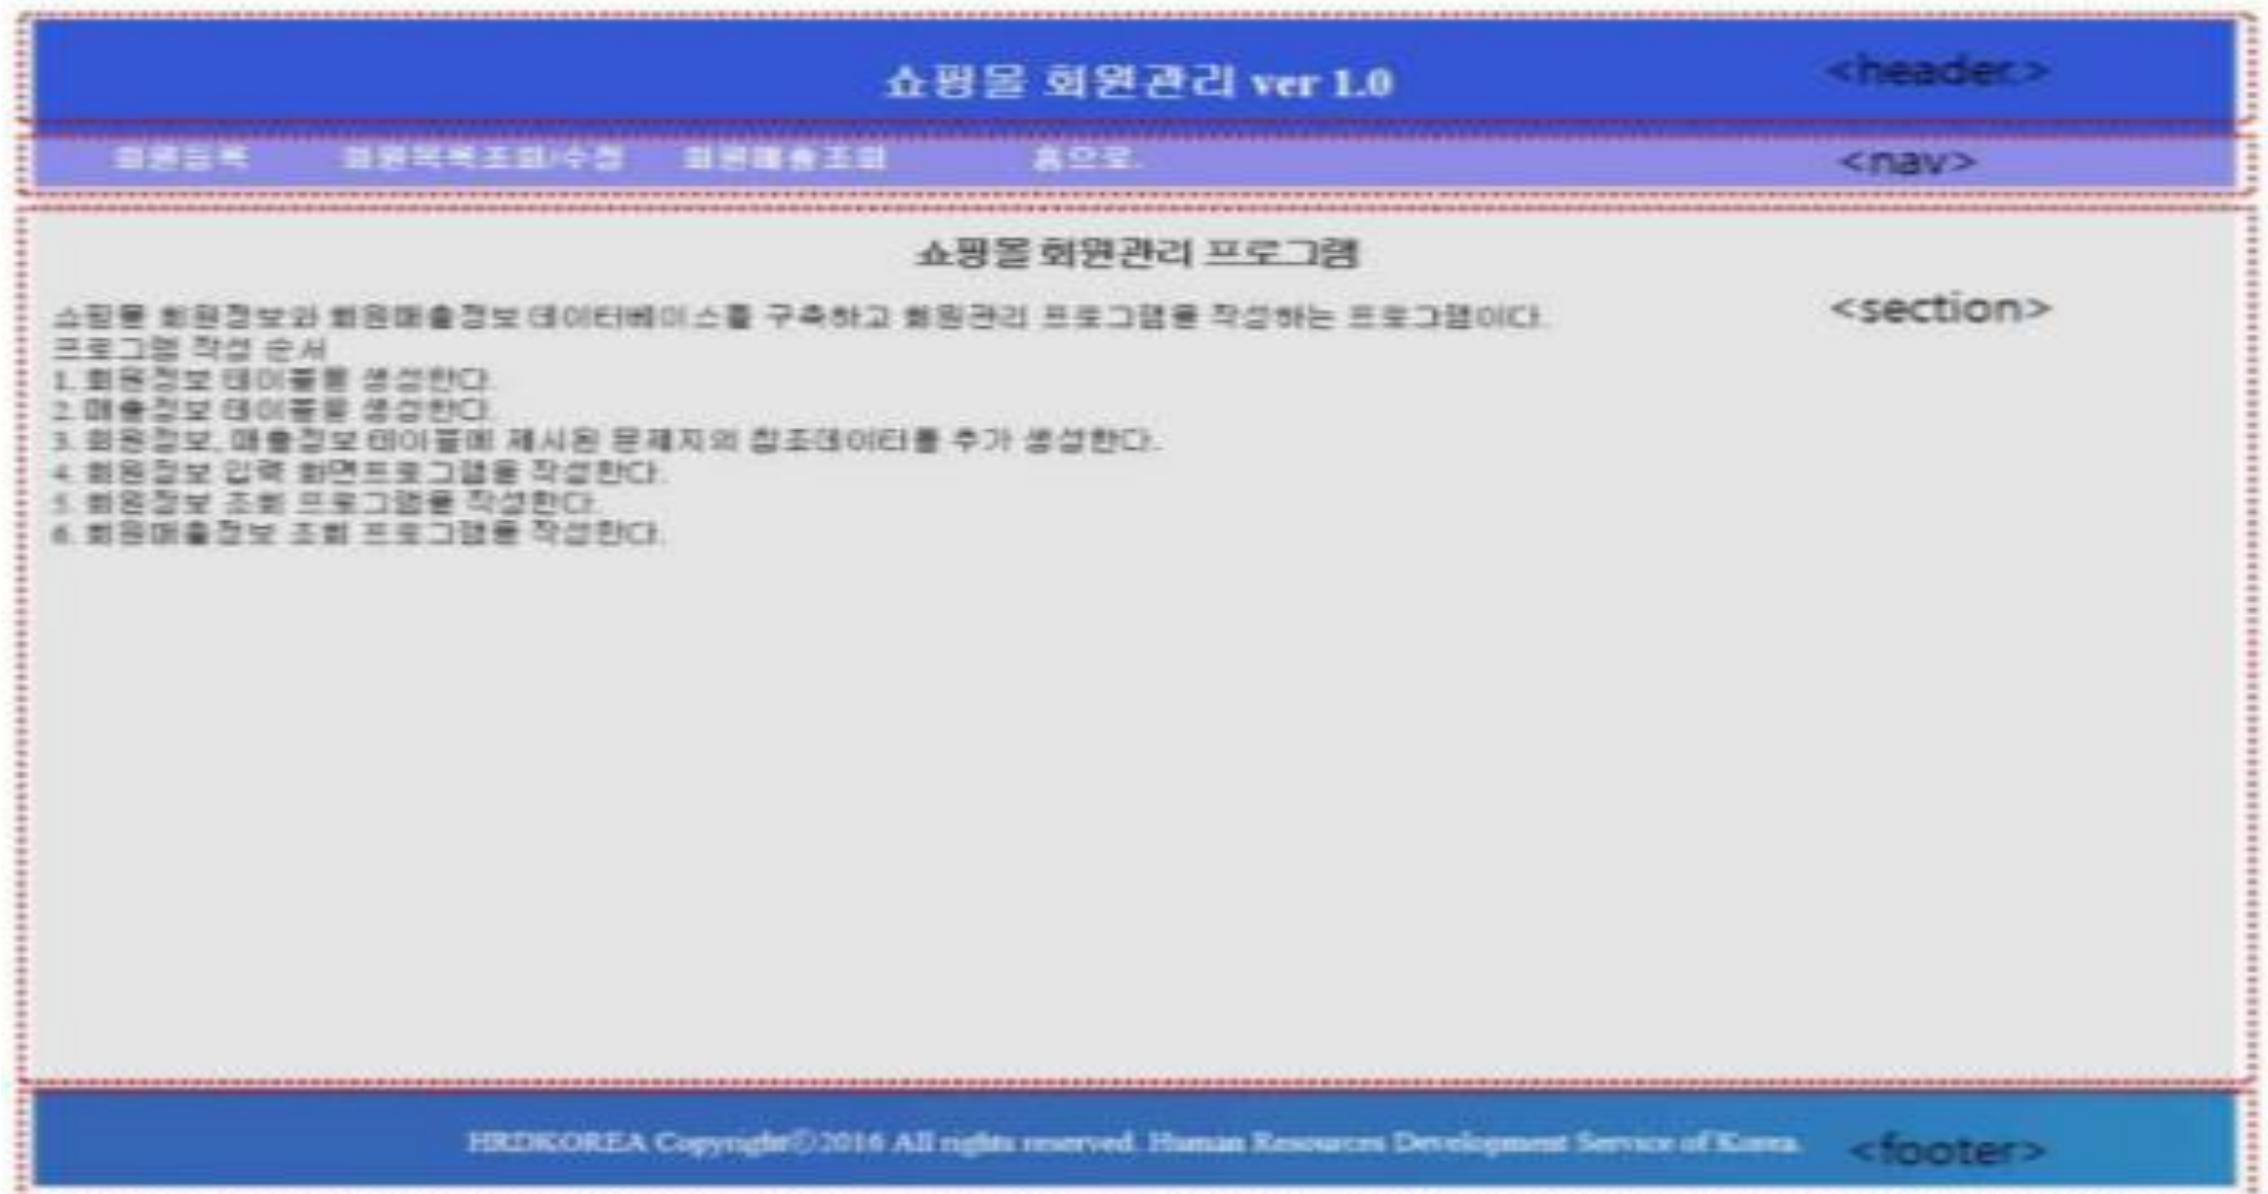 쇼핑몰 회원관리 ver 1.0
<header>
회원등록 회원목록조회/수정 회원매출조회 홈으로.
<nav>
쇼핑몰 회원관리 프로그램
쇼핑몰 회원정보와 회원매출정보 데이터베이스를 구축하고 회원관리 프로그램을 작성하는 프로그램이다.
<section>
프로그램 작성 순서
1. 회원정보 테이블을 생성한다.
2. 매출정보 테이블을 생성한다.
3. 회원정보, 매출정보 테이블에 제시된 문제지의 참조데이터를 추가 생성한다.
4. 회원정보 입력 화면프로그램을 작성한다.
5. 회원정보 조회 프로그램을 작성한다.
6. 회원매출정보 조회 프로그램을 작성한다.
HRDKOREA Copyright©2016 All rights reserved. Human Resources Development Service of Korea.
<footer>